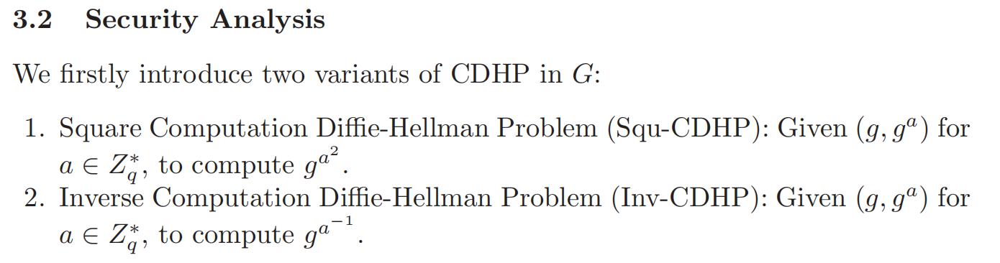 3.2 Security Analysis
We firstly introduce two variants of CDHP in G:
1. Square Computation Diffie-Hellman Problem (Squ-CDHP): Given (g, g^a) for
a ∈ Z_q^*, to compute g^{a^2}.
2. Inverse Computation Diffie-Hellman Problem (Inv-CDHP): Given (g, g^a) for
a ∈ Z_q^*, to compute g^{a^{-1}}.